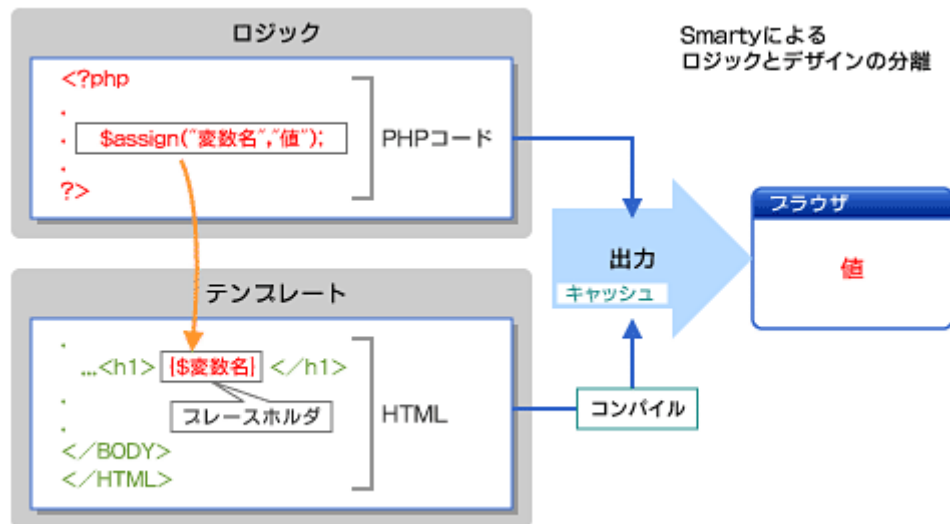 ロジック
<?php
.
.
$assign("変数名","値");
.
?>
PHPコード
Smartyによる
ロジックとデザインの分離
テンプレート
.
...<h1> {$変数名} </h1>
.
プレースホルダ
.
</BODY>
</HTML>
HTML
出力
キャッシュ
コンパイル
ブラウザ
値